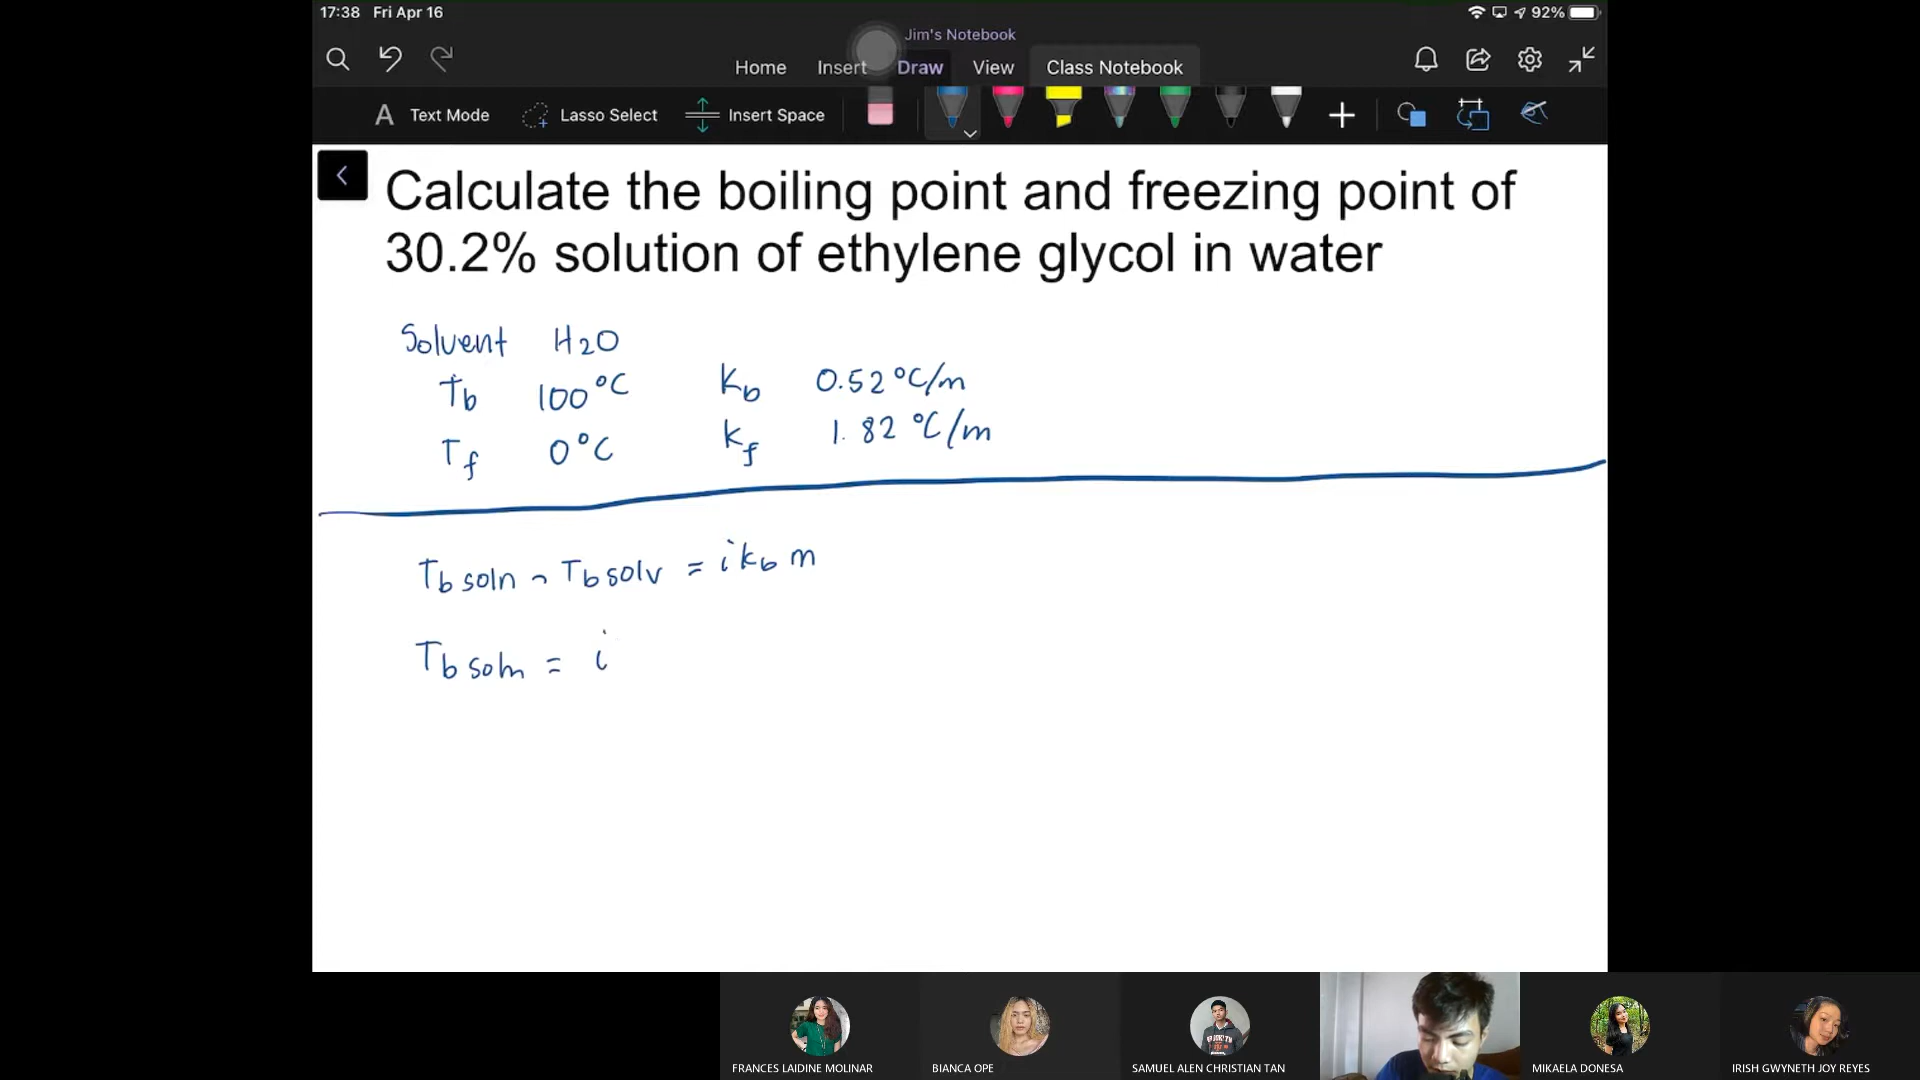 17:38 Fri Apr 16 92%
Jim's Notebook
Home Insert Draw View Class Notebook
A Text Mode Lasso Select Insert Space
Calculate the boiling point and freezing point of
30.2% solution of ethylene glycol in water
Solvent H2O
Tb 100°C Kb 0.52°C/m
Tf 0°C Kf 1.82 °C/m
Tb soln - Tb solv = i kb m
Tb soln = i
FRANCES LAIDINE MOLINAR BIANCA OPE SAMUEL ALEN CHRISTIAN TAN MIKAELA DONESA IRISH GWYNETH JOY REYES